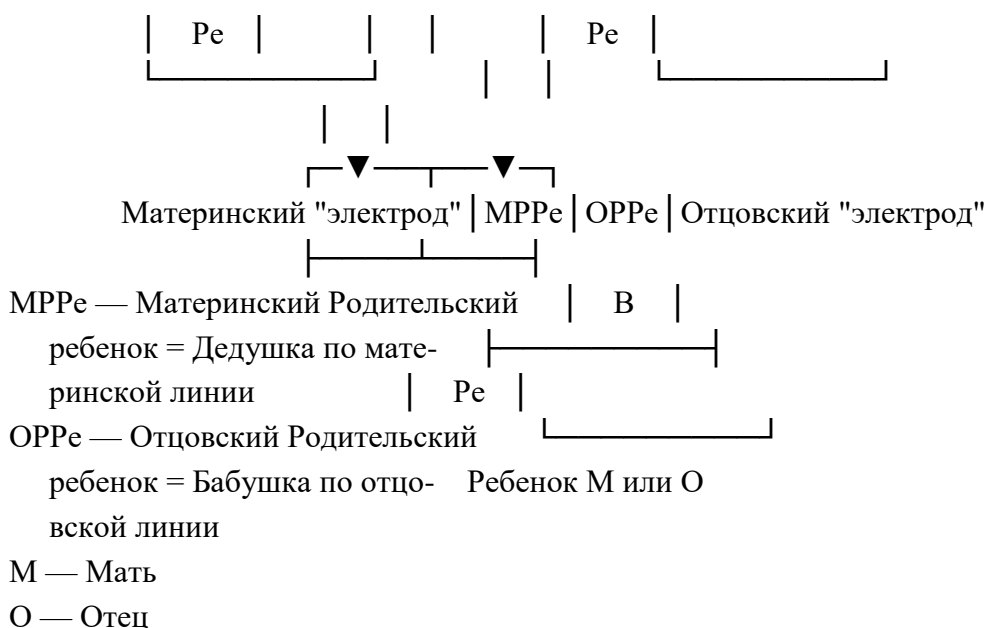 Ре Ре
Материнский "электрод" МРРе ОРРе Отцовский "электрод"
МРРе — Материнский Родительский В
ребенок = Дедушка по мате-
ринской линии Ре
ОРРе — Отцовский Родительский
ребенок = Бабушка по отцо- Ребенок М или О
вской линии
М — Мать
О — Отец